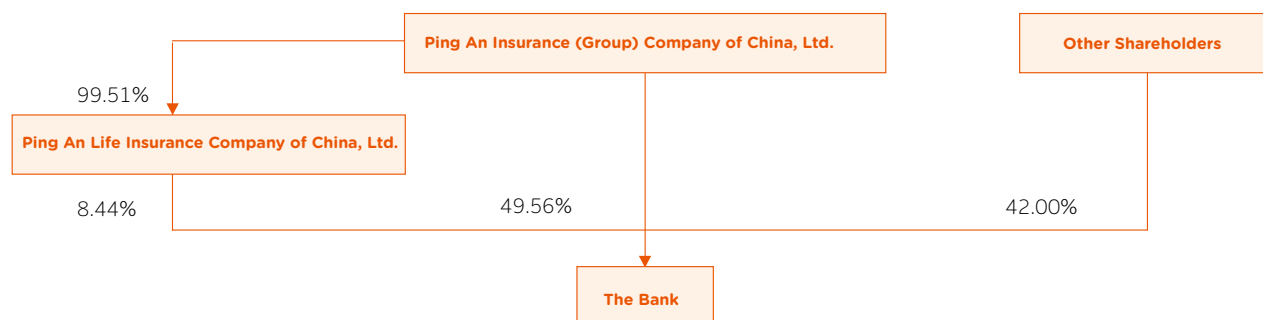 Ping An Insurance (Group) Company of China, Ltd.
Other Shareholders
99.51%
Ping An Life Insurance Company of China, Ltd.
8.44%
49.56%
42.00%
The Bank